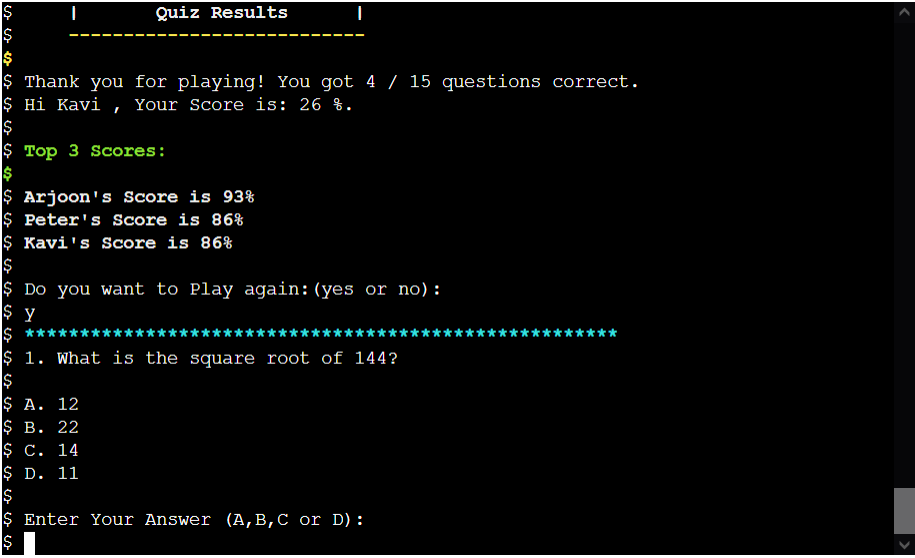 $ | Quiz Results |
$ ---------------------------
$
$ Thank you for playing! You got 4 / 15 questions correct.
$ Hi Kavi , Your Score is: 26 %.
$
$ Top 3 Scores:
$
$ Arjoon's Score is 93%
$ Peter's Score is 86%
$ Kavi's Score is 86%
$
$ Do you want to Play again:(yes or no):
$ y
$ ******************************************************
$ 1. What is the square root of 144?
$
$ A. 12
$ B. 22
$ C. 14
$ D. 11
$
$ Enter Your Answer (A,B,C or D):
$